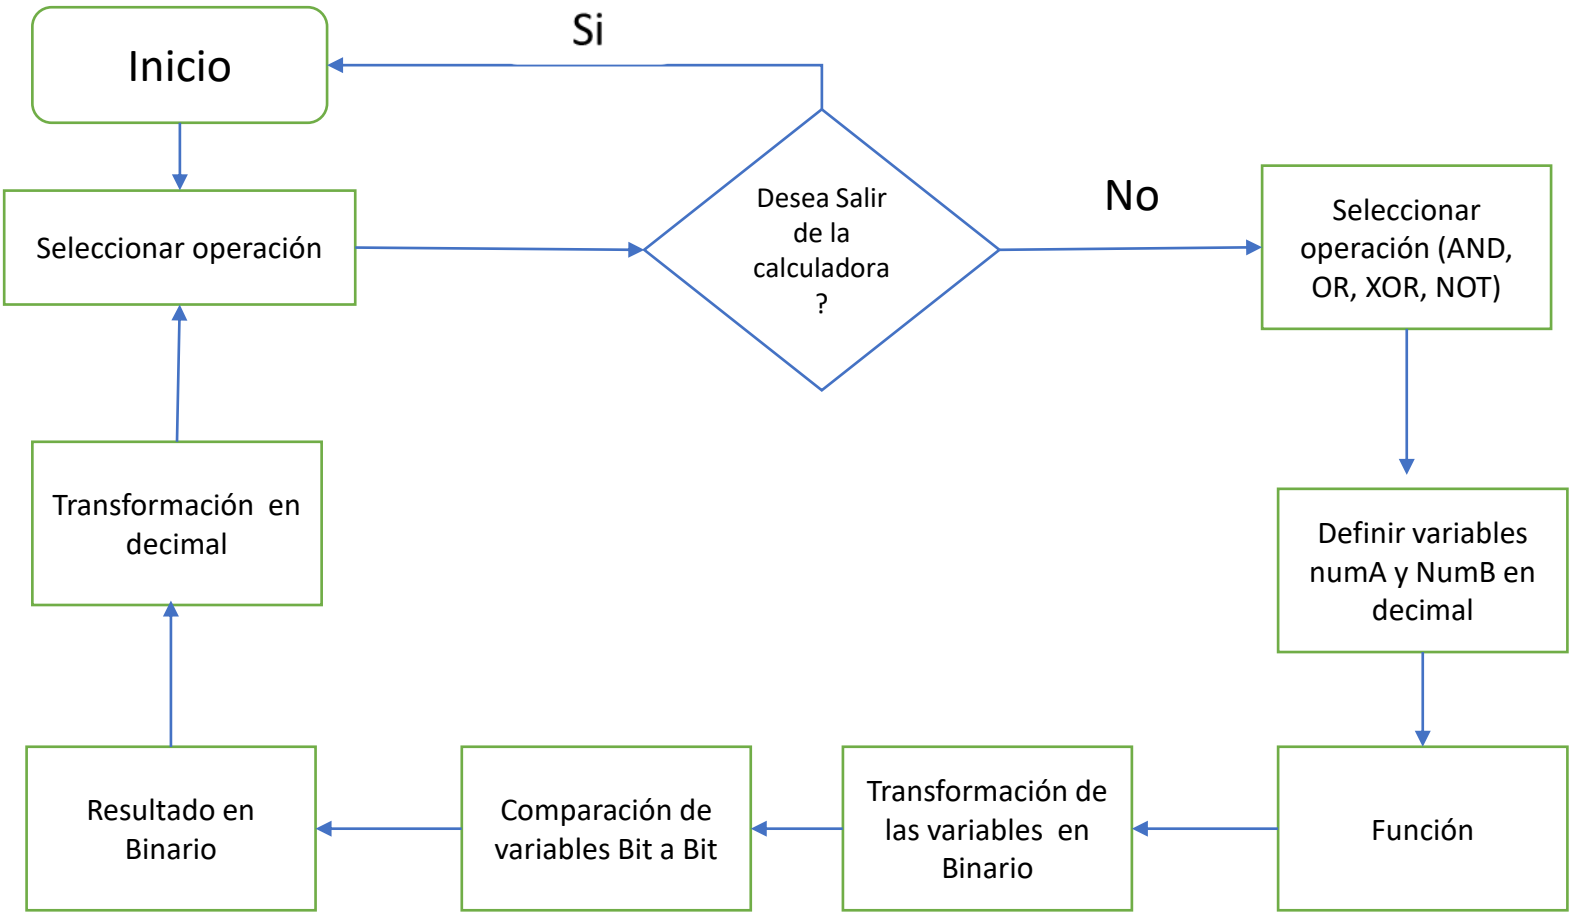 Inicio
Si
Desea Salir
de la
calculadora
?
No
Seleccionar operación
Seleccionar
operación (AND,
OR, XOR, NOT)
Transformación  en
decimal
Definir variables
numA y NumB en
decimal
Resultado en
Binario
Comparación de
variables Bit a Bit
Transformación de
las variables  en
Binario
Función